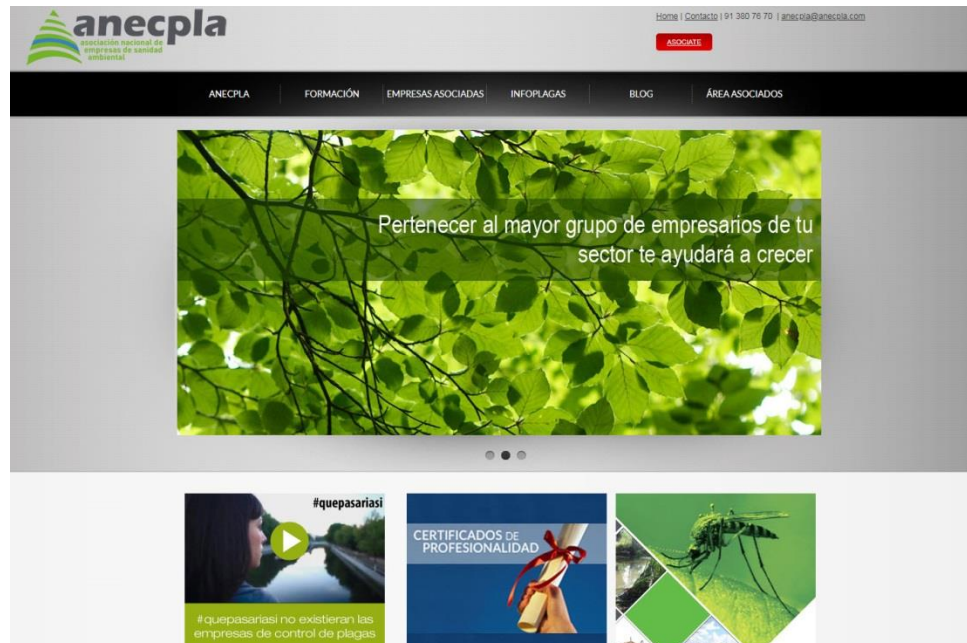 anecpla
asociación nacional de
empresas de sanidad
ambiental
Home | Contacto | 91 380 76 70 | anecpla@anecpla.com
ASOCIATE
ANECPLA FORMACIÓN EMPRESAS ASOCIADAS INFOPLAGAS BLOG ÁREA ASOCIADOS
Pertenecer al mayor grupo de empresarios de tu
sector te ayudará a crecer
#quepasariasi
#quepasariasi no existieran las
empresas de control de plagas
CERTIFICADOS DE
PROFESIONALIDAD